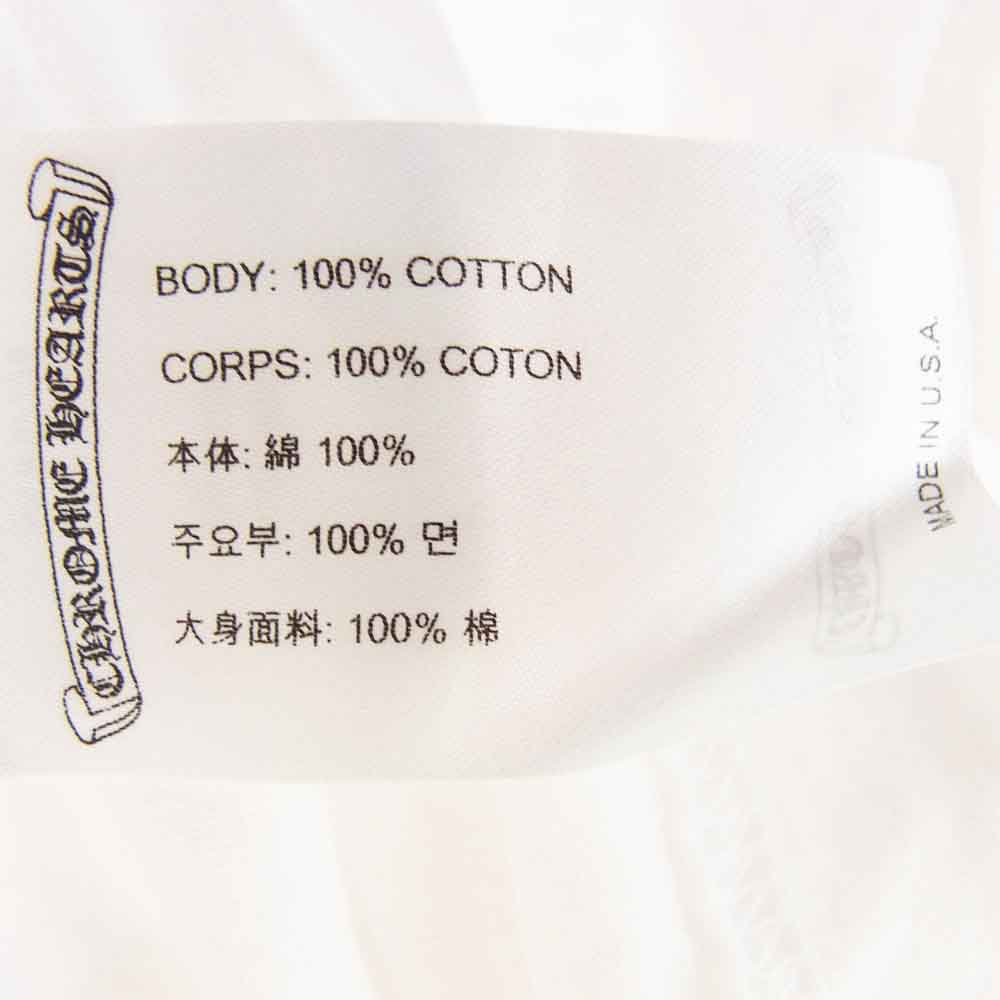 CHROME HEARTS
BODY: 100% COTTON
CORPS: 100% COTON
本体: 綿 100%
주요부: 100% 면
大身面料: 100% 棉
MADE IN U.S.A.